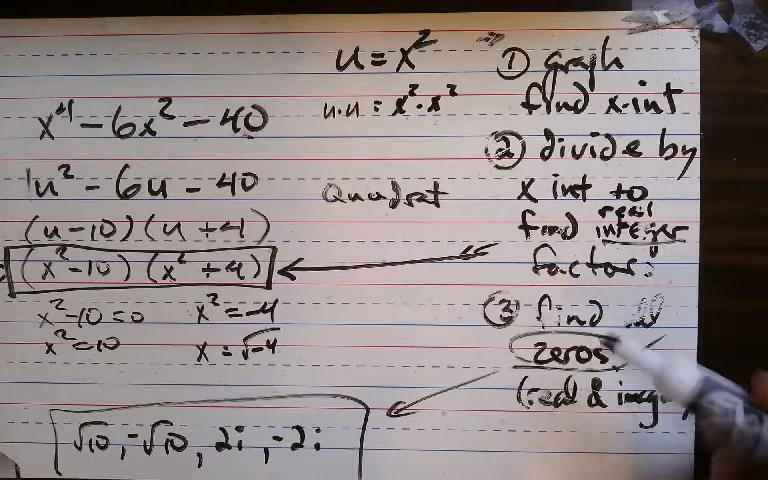 x⁴ - 6x² - 40
1u² - 6u - 40
(u - 10)(u + 4)
(x² - 10)(x² + 4)
x² - 10 = 0
x² = 10
x² = -4
x = √-4
√10, -√10, 2i, -2i
u = x²
u·u = x²·x²
Quadrat
① graph
find x-int
② divide by
x int to
find real integer
factors
③ find all
zeros
(real &